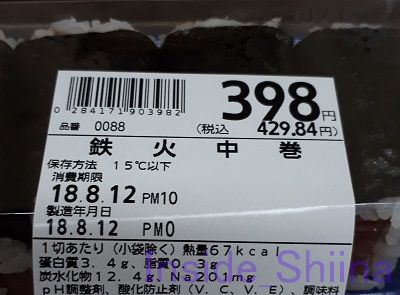 398円
(税込 429.84円)
0 284171 903982
品番 0088
鉄火中巻
保存方法 15℃以下
消費期限
18.8.12 PM10
製造年月日
18.8.12 PM0
1切あたり(小袋除く)熱量67kcal
蛋白質3.4g、脂質0.3g
炭水化物12.4g、Na201mg
pH調整剤、酸化防止剤(V.C、V.E)、調味料
Inside_Shiina